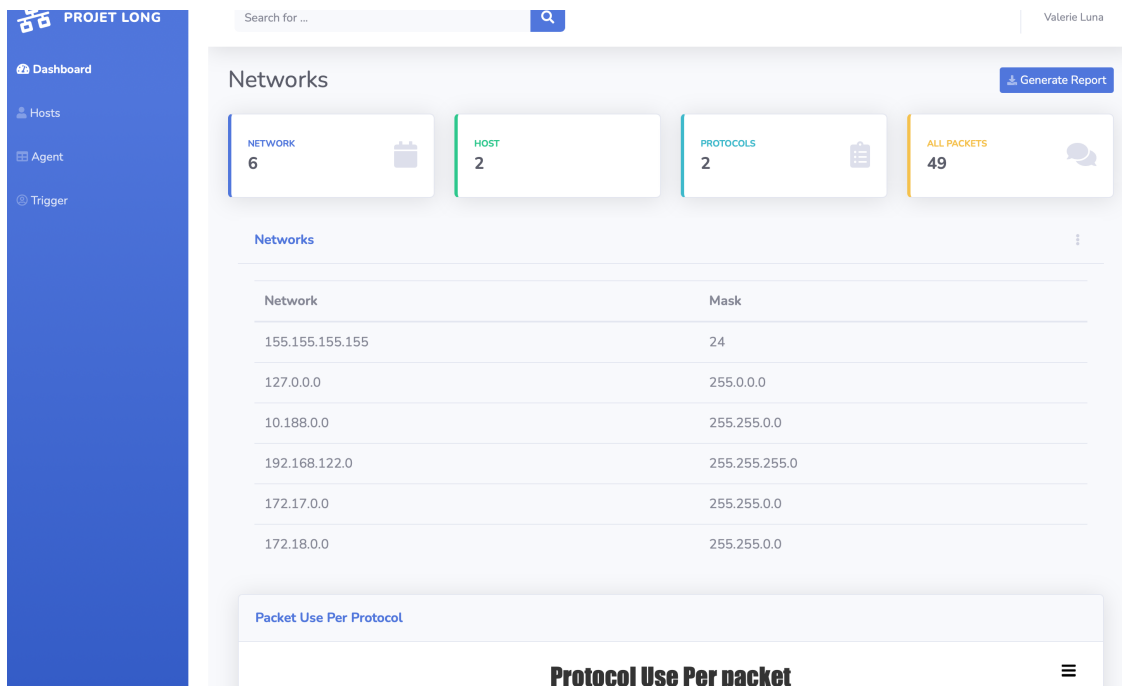 PROJET LONG
Search for ...
Valerie Luna
Dashboard
Hosts
Agent
Trigger
Networks
Generate Report
NETWORK
6
HOST
2
PROTOCOLS
2
ALL PACKETS
49
Networks
Network Mask
155.155.155.155 24
127.0.0.0 255.0.0.0
10.188.0.0 255.255.0.0
192.168.122.0 255.255.255.0
172.17.0.0 255.255.0.0
172.18.0.0 255.255.0.0
Packet Use Per Protocol
Protocol Use Per packet